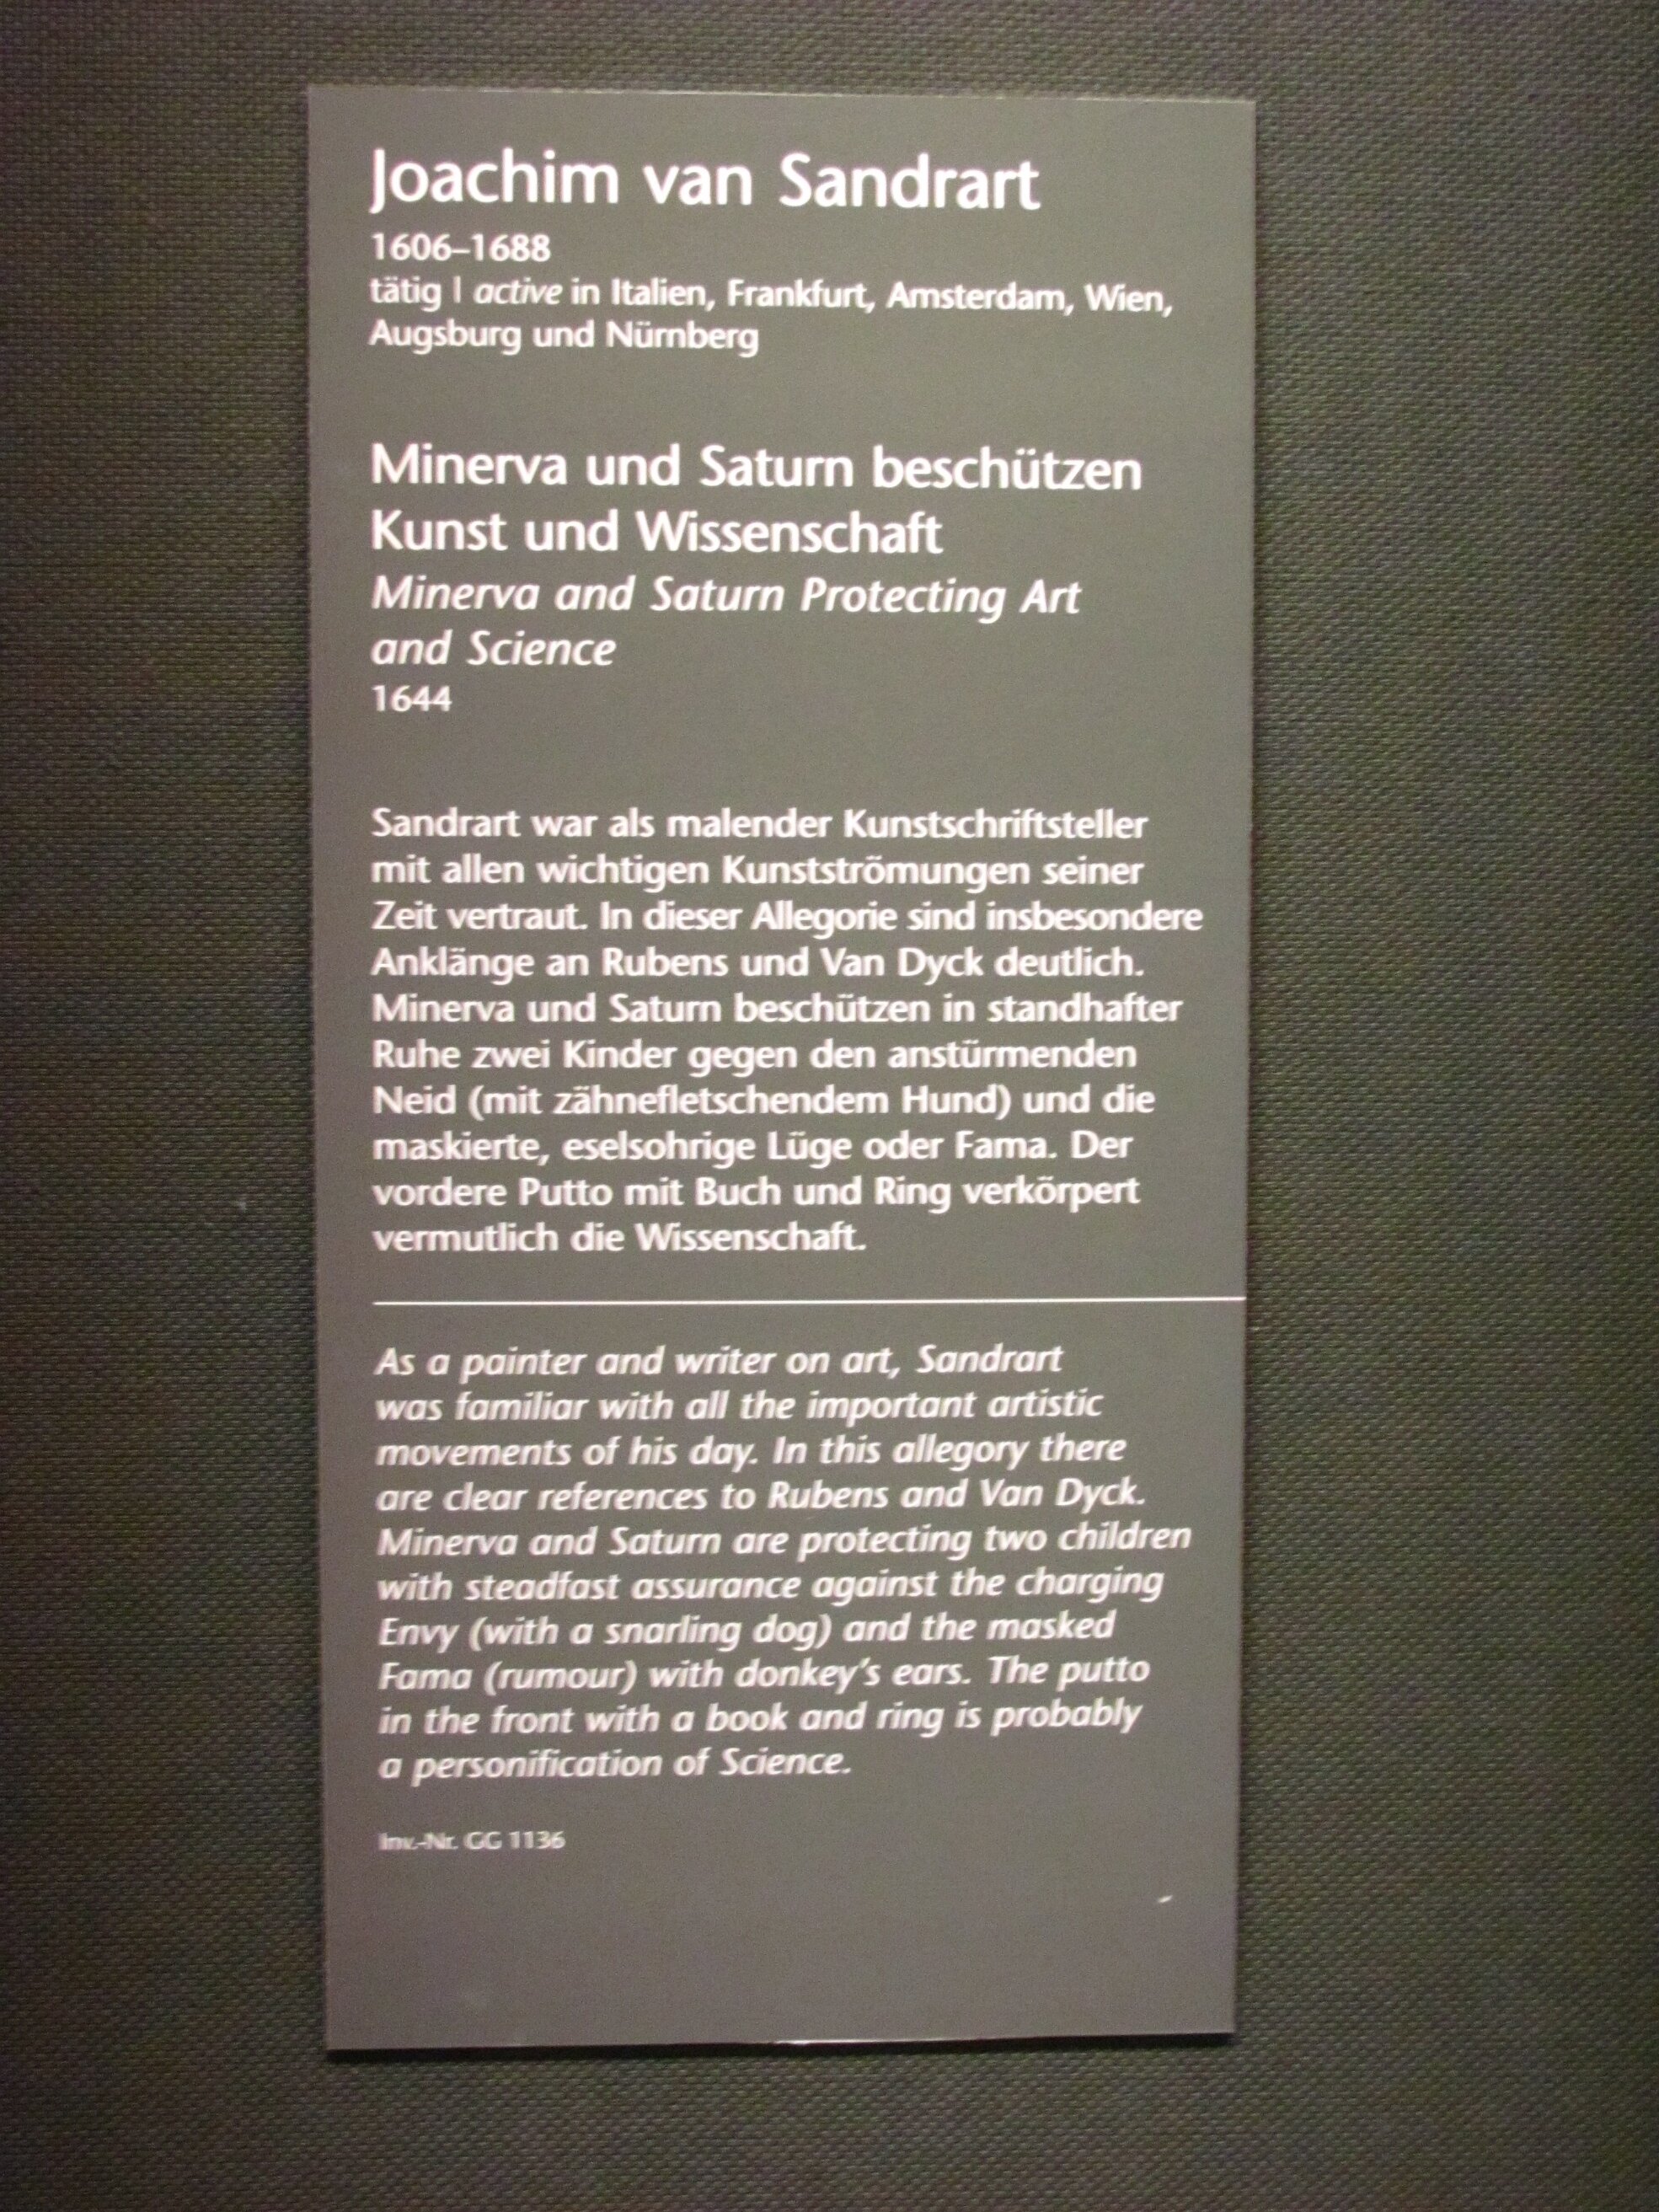 Joachim van Sandrart
1606–1688
tätig | active in Italien, Frankfurt, Amsterdam, Wien,
Augsburg und Nürnberg
Minerva und Saturn beschützen
Kunst und Wissenschaft
Minerva and Saturn Protecting Art
and Science
1644
Sandrart war als malender Kunstschriftsteller
mit allen wichtigen Kunstströmungen seiner
Zeit vertraut. In dieser Allegorie sind insbesondere
Anklänge an Rubens und Van Dyck deutlich.
Minerva und Saturn beschützen in standhafter
Ruhe zwei Kinder gegen den anstürmenden
Neid (mit zähnefletschendem Hund) und die
maskierte, eselsohrige Lüge oder Fama. Der
vordere Putto mit Buch und Ring verkörpert
vermutlich die Wissenschaft.
As a painter and writer on art, Sandrart
was familiar with all the important artistic
movements of his day. In this allegory there
are clear references to Rubens and Van Dyck.
Minerva and Saturn are protecting two children
with steadfast assurance against the charging
Envy (with a snarling dog) and the masked
Fama (rumour) with donkey's ears. The putto
in the front with a book and ring is probably
a personification of Science.
Inv.-Nr. GG 1136